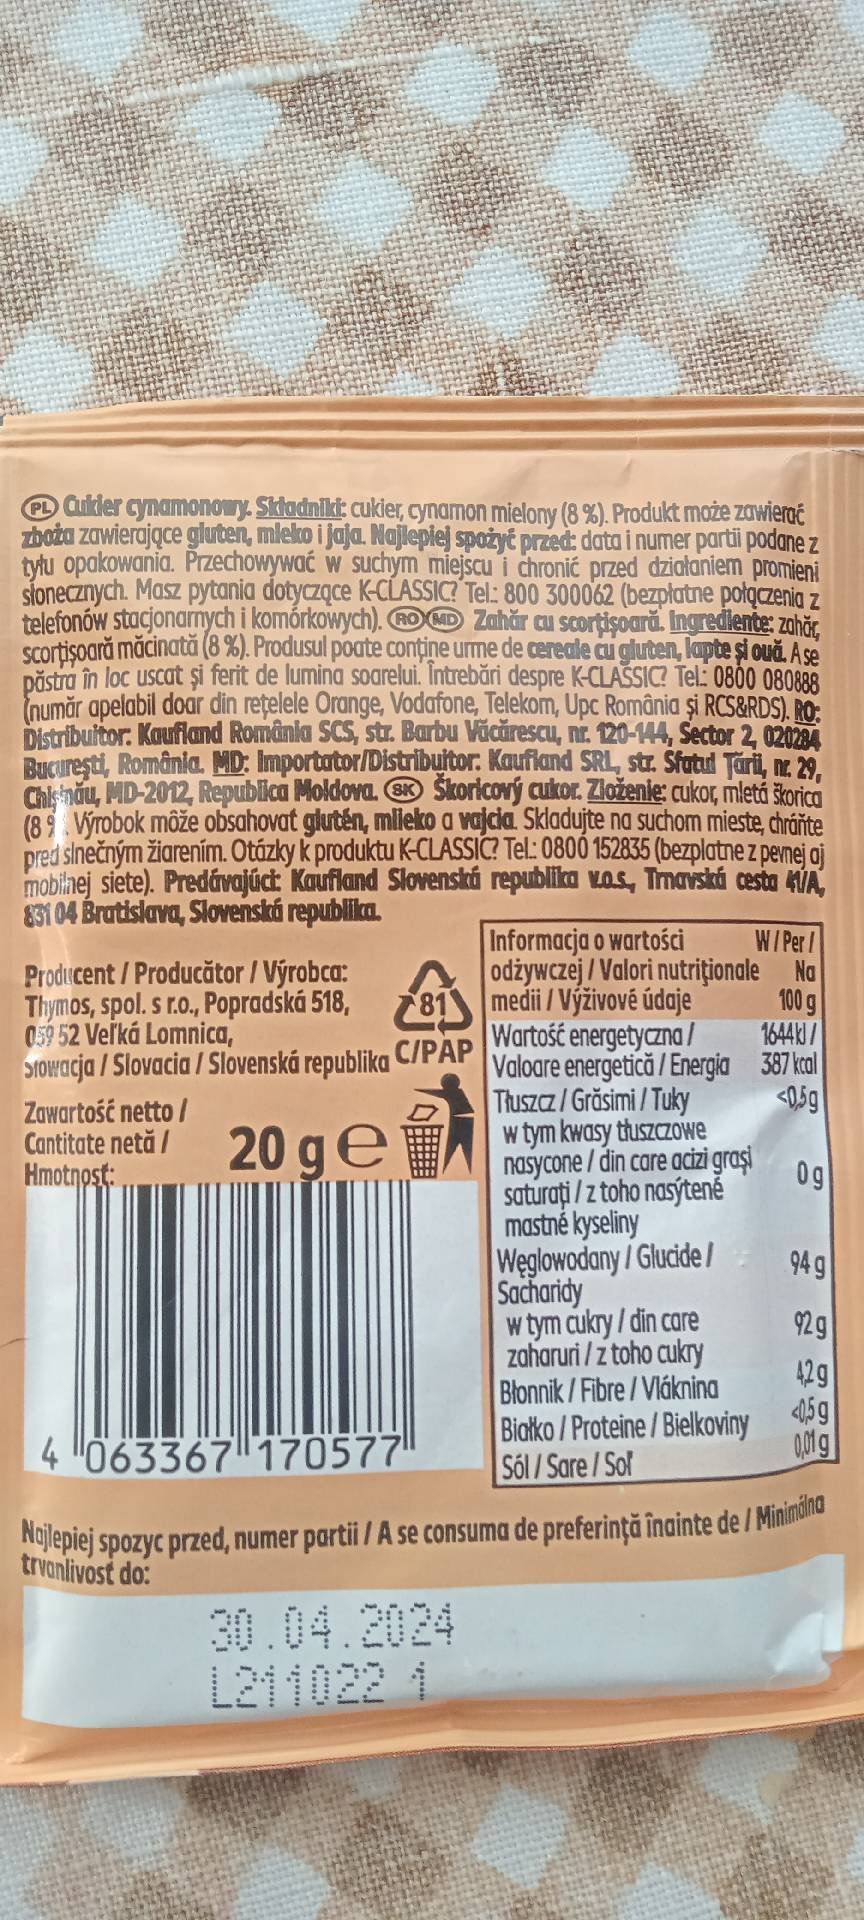 PL Cukier cynamonowy. Składniki: cukier, cynamon mielony (8 %). Produkt może zawierać
zboża zawierające gluten, mleko i jaja. Najlepiej spożyć przed: data i numer partii podane z
tyłu opakowania. Przechowywać w suchym miejscu i chronić przed działaniem promieni
słonecznych. Masz pytania dotyczące K-CLASSIC? Tel.: 800 300062 (bezpłatne połączenia z
telefonów stacjonarnych i komórkowych). RO MD Zahăr cu scorțișoară. Ingrediente: zahăr,
scorțișoară măcinată (8 %). Produsul poate conține urme de cereale cu gluten, lapte și ouă. A se
păstra în loc uscat și ferit de lumina soarelui. Întrebări despre K-CLASSIC? Tel.: 0800 080888
(număr apelabil doar din rețelele Orange, Vodafone, Telekom, Upc România și RCS&RDS). RO:
Distribuitor: Kaufland România SCS, str. Barbu Văcărescu, nr. 120-144, Sector 2, 020284
București, România. MD: Importator/Distribuitor: Kaufland SRL, str. Sfatul Țării, nr. 29,
Chișinău, MD-2012, Republica Moldova. SK Škoricový cukor. Zloženie: cukor, mletá škorica
(8 %). Výrobok môže obsahovať glutén, mlieko a vajcia. Skladujte na suchom mieste, chráňte
pred slnečným žiarením. Otázky k produktu K-CLASSIC? Tel.: 0800 152835 (bezplatne z pevnej aj
mobilnej siete). Predávajúci: Kaufland Slovenská republika v.o.s., Trnavská cesta 41/A,
831 04 Bratislava, Slovenská republika.
Producent / Producător / Výrobca:
Thymos, spol. s r.o., Popradská 518,
059 52 Veľká Lomnica,
Słowacja / Slovacia / Slovenská republika
81
C/PAP
Zawartość netto /
Cantitate netă /
Hmotnosť:
20 g e
Informacja o wartości W / Per /
odżywczej / Valori nutriționale Na
medii / Výživové údaje 100 g
Wartość energetyczna / 1644 kJ /
Valoare energetică / Energia 387 kcal
Tłuszcz / Grăsimi / Tuky <0,5 g
w tym kwasy tłuszczowe
nasycone / din care acizi grași 0 g
saturați / z toho nasýtené
mastné kyseliny
Węglowodany / Glucide / 94 g
Sacharidy
w tym cukry / din care 92 g
zaharuri / z toho cukry
Błonnik / Fibre / Vláknina 4,2 g
Białko / Proteine / Bielkoviny <0,5 g
Sól / Sare / Soľ 0,01 g
4 063367 170577
Najlepiej spozyc przed, numer partii / A se consuma de preferință înainte de / Minimálna
trvanlivosť do:
30.04.2024
L211022 1